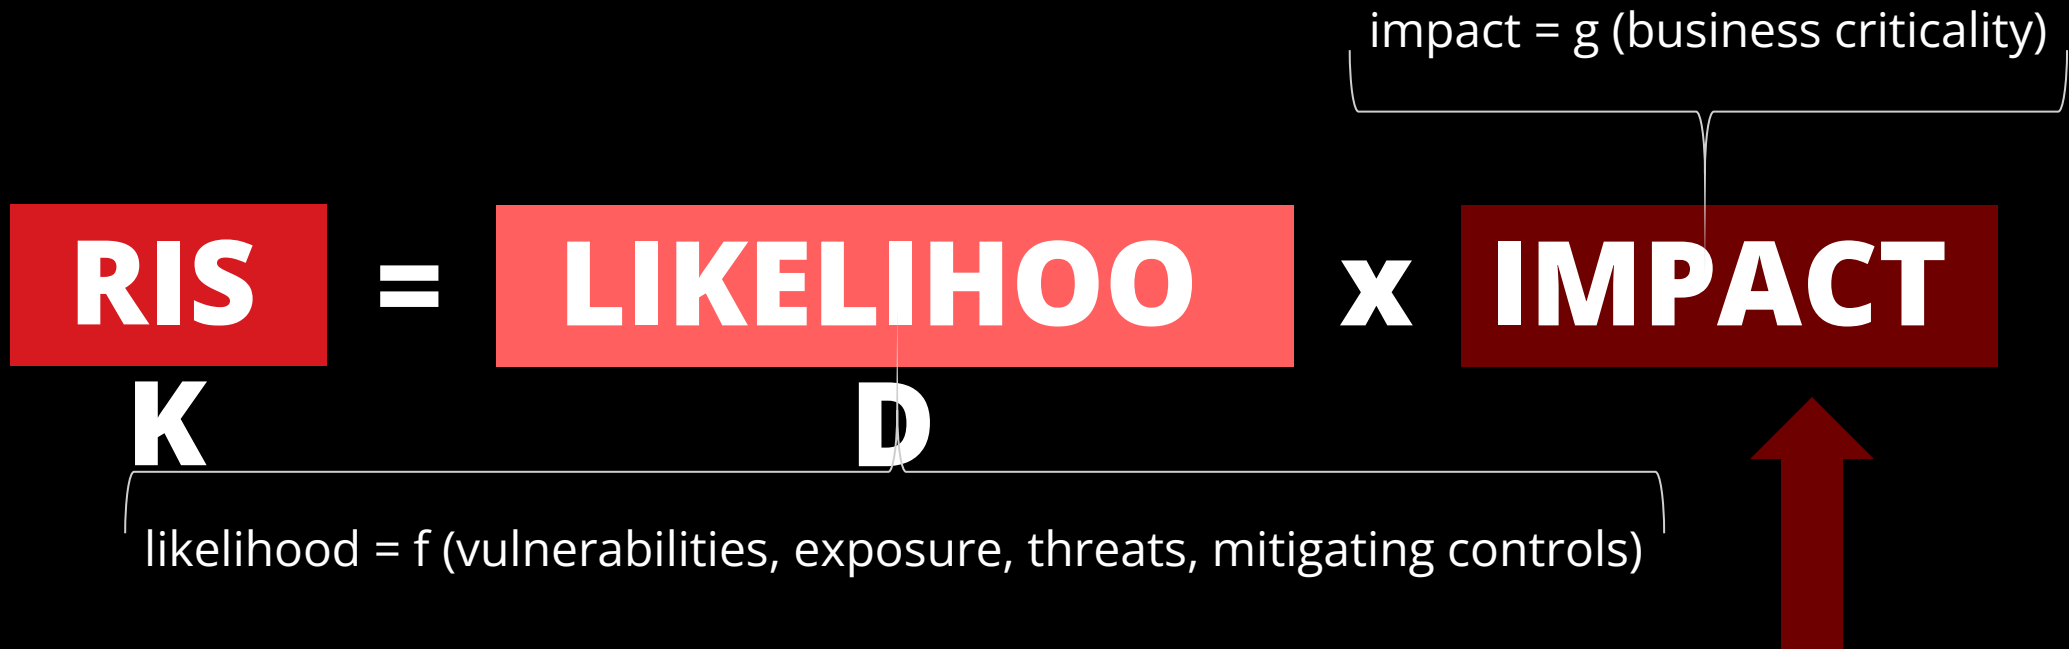 impact = g (business criticality)
RIS = LIKELIHOO x IMPACT
K D
likelihood = f (vulnerabilities, exposure, threats, mitigating controls)